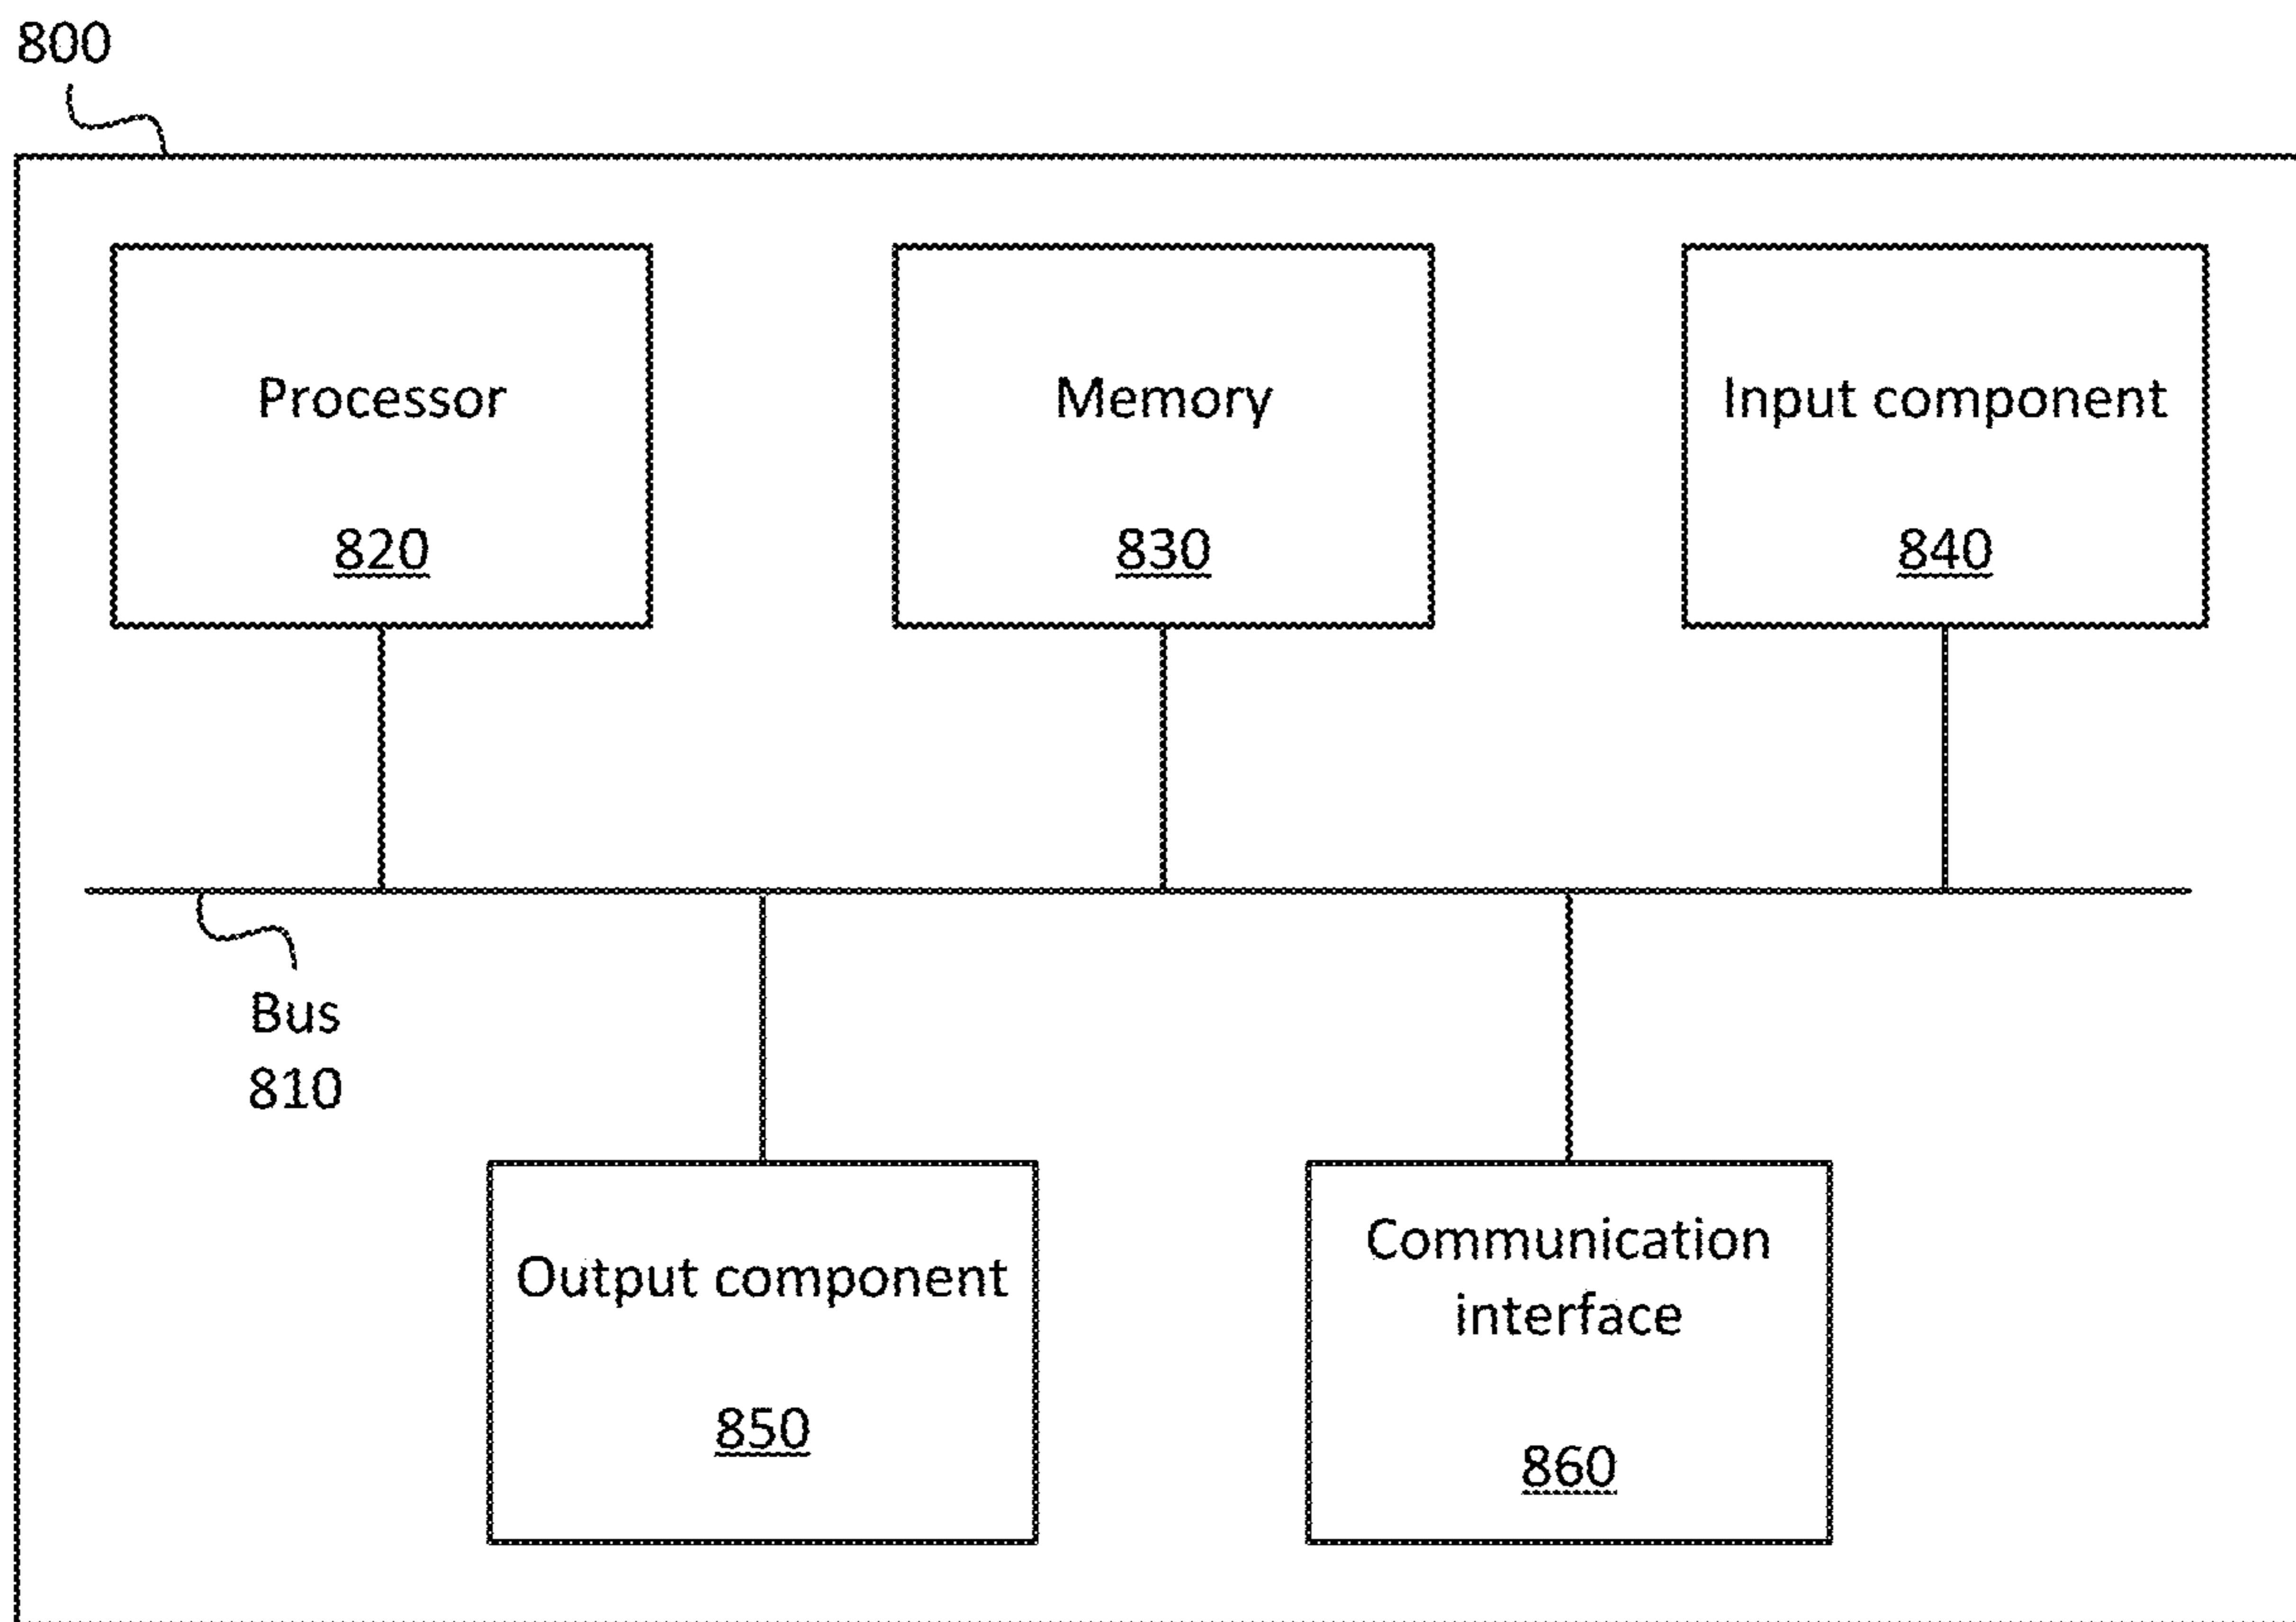 800
Processor
820
Memory
830
Input component
840
Bus
810
Output component
850
Communication
interface
860